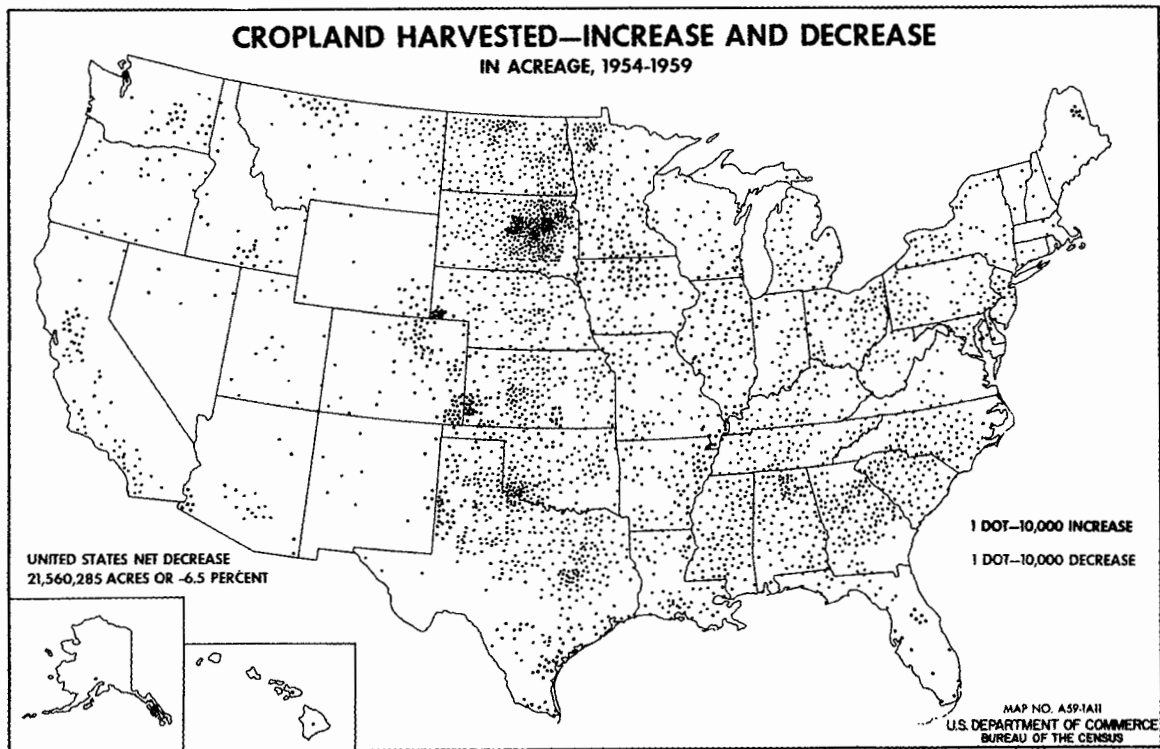 CROPLAND HARVESTED—INCREASE AND DECREASE
IN ACREAGE, 1954-1959
1 DOT—10,000 INCREASE
1 DOT—10,000 DECREASE
UNITED STATES NET DECREASE
21,560,285 ACRES OR -6.5 PERCENT
MAP NO. A59-1A11
U.S. DEPARTMENT OF COMMERCE
BUREAU OF THE CENSUS